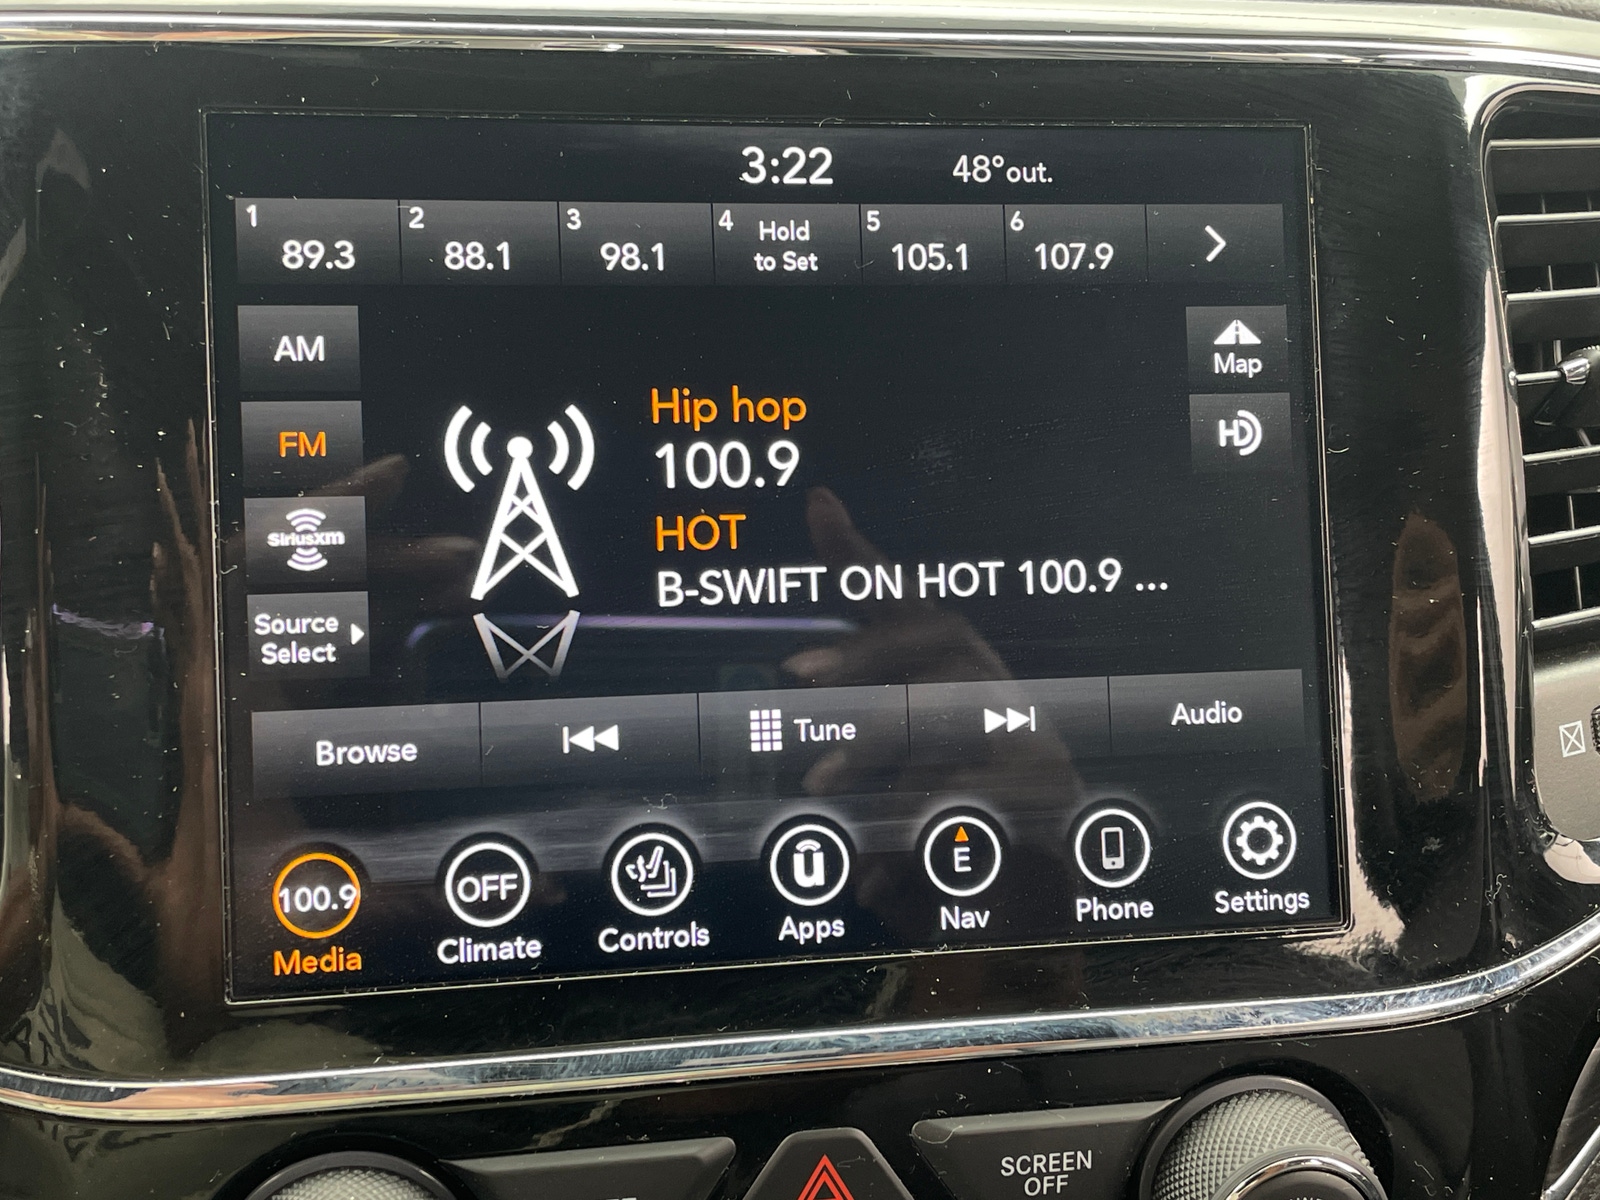 3:22 48°out.
1 89.3 2 88.1 3 98.1 4 Hold to Set 5 105.1 6 107.9
AM
Map
FM
HD
Hip hop
100.9
HOT
B-SWIFT ON HOT 100.9 ...
SiriusXM
Source
Select
Browse Tune Audio
100.9 OFF E
Media Climate Controls Apps Nav Phone Settings
SCREEN
OFF